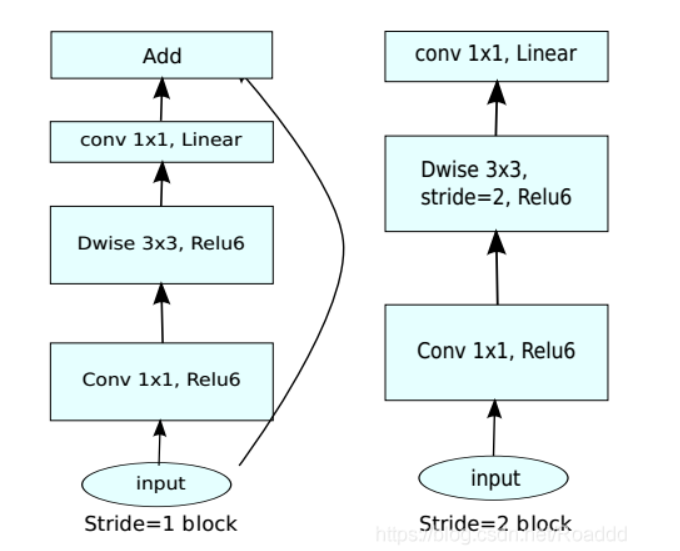 Add
conv 1x1, Linear
Dwise 3x3, Relu6
Conv 1x1, Relu6
input
Stride=1 block
conv 1x1, Linear
Dwise 3x3,
stride=2, Relu6
Conv 1x1, Relu6
input
Stride=2 block
https://blog.csdn.net/Roaddd